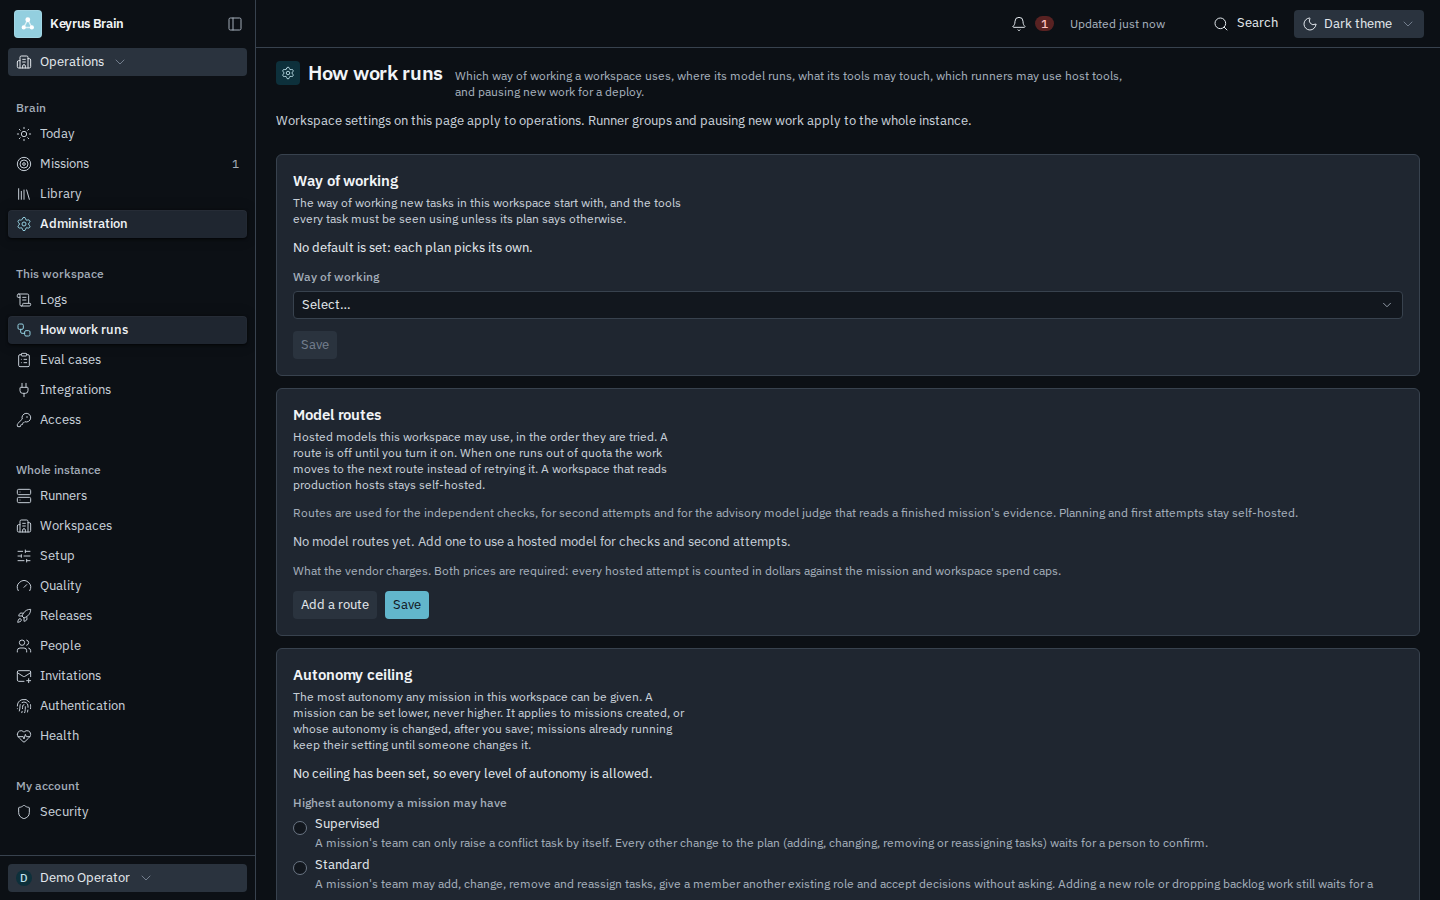 Keyrus Brain
Operations
Brain
Today
Missions 1
Library
Administration
This workspace
Logs
How work runs
Eval cases
Integrations
Access
Whole instance
Runners
Workspaces
Setup
Quality
Releases
People
Invitations
Authentication
Health
My account
Security
D Demo Operator
1 Updated just now Search Dark theme
How work runs
Which way of working a workspace uses, where its model runs, what its tools may touch, which runners may use host tools,
and pausing new work for a deploy.
Workspace settings on this page apply to operations. Runner groups and pausing new work apply to the whole instance.
Way of working
The way of working new tasks in this workspace start with, and the tools
every task must be seen using unless its plan says otherwise.
No default is set: each plan picks its own.
Way of working
Select...
Save
Model routes
Hosted models this workspace may use, in the order they are tried. A
route is off until you turn it on. When one runs out of quota the work
moves to the next route instead of retrying it. A workspace that reads
production hosts stays self-hosted.
Routes are used for the independent checks, for second attempts and for the advisory model judge that reads a finished mission's evidence. Planning and first attempts stay self-hosted.
No model routes yet. Add one to use a hosted model for checks and second attempts.
What the vendor charges. Both prices are required: every hosted attempt is counted in dollars against the mission and workspace spend caps.
Add a route Save
Autonomy ceiling
The most autonomy any mission in this workspace can be given. A
mission can be set lower, never higher. It applies to missions created, or
whose autonomy is changed, after you save; missions already running
keep their setting until someone changes it.
No ceiling has been set, so every level of autonomy is allowed.
Highest autonomy a mission may have
Supervised
A mission's team can only raise a conflict task by itself. Every other change to the plan (adding, changing, removing or reassigning tasks) waits for a person to confirm.
Standard
A mission's team may add, change, remove and reassign tasks, give a member another existing role and accept decisions without asking. Adding a new role or dropping backlog work still waits for a